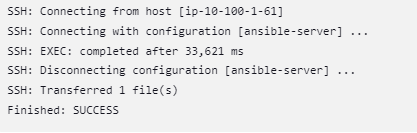 SSH: Connecting from host [ip-10-100-1-61]
SSH: Connecting with configuration [ansible-server] ...
SSH: EXEC: completed after 33,621 ms
SSH: Disconnecting configuration [ansible-server] ...
SSH: Transferred 1 file(s)
Finished: SUCCESS